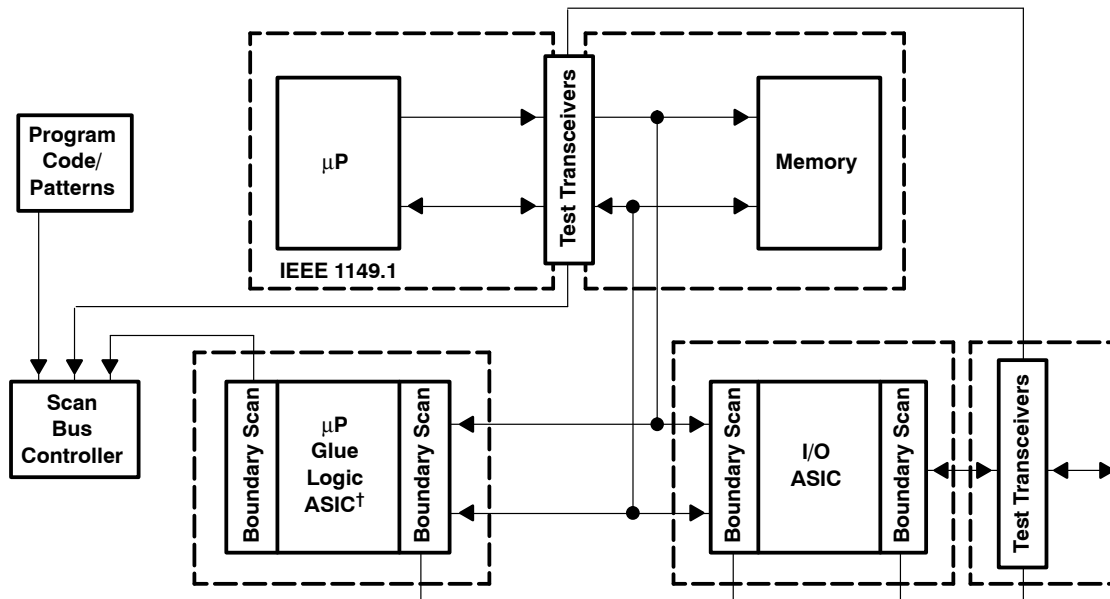 Program
Code/
Patterns
μP
IEEE 1149.1
Test Transceivers
Memory
Scan
Bus
Controller
Boundary Scan
μP
Glue
Logic
ASIC†
Boundary Scan
Boundary Scan
I/O
ASIC
Boundary Scan
Test Transceivers